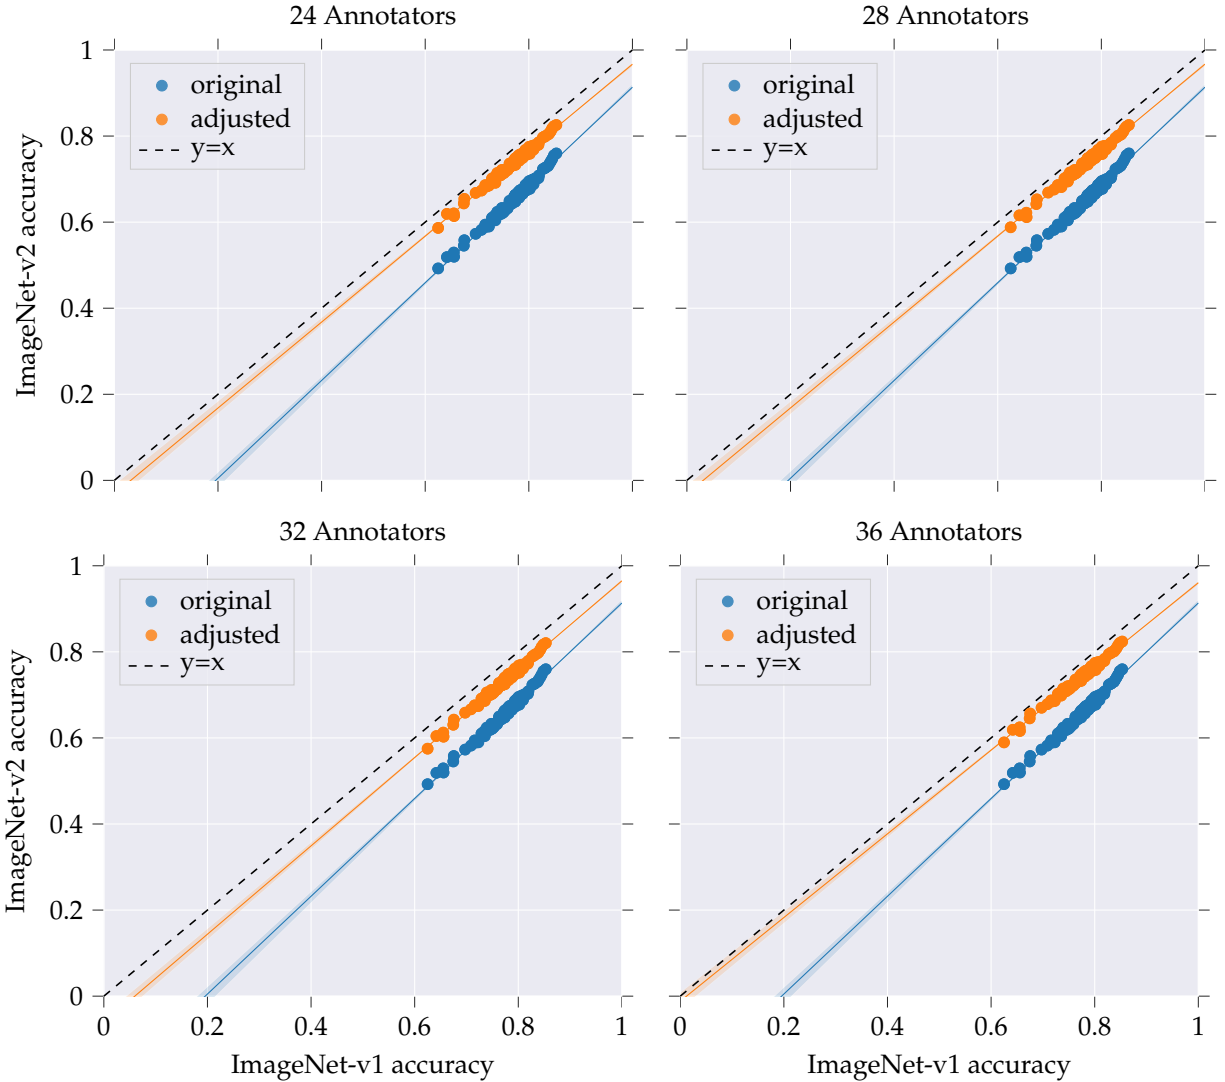 24 Annotators
28 Annotators
1
0.8
0.6
0.4
0.2
0
ImageNet-v2 accuracy
original
adjusted
y=x
original
adjusted
y=x
32 Annotators
36 Annotators
1
0.8
0.6
0.4
0.2
0
ImageNet-v2 accuracy
original
adjusted
y=x
original
adjusted
y=x
0 0.2 0.4 0.6 0.8 1
0 0.2 0.4 0.6 0.8 1
ImageNet-v1 accuracy
ImageNet-v1 accuracy